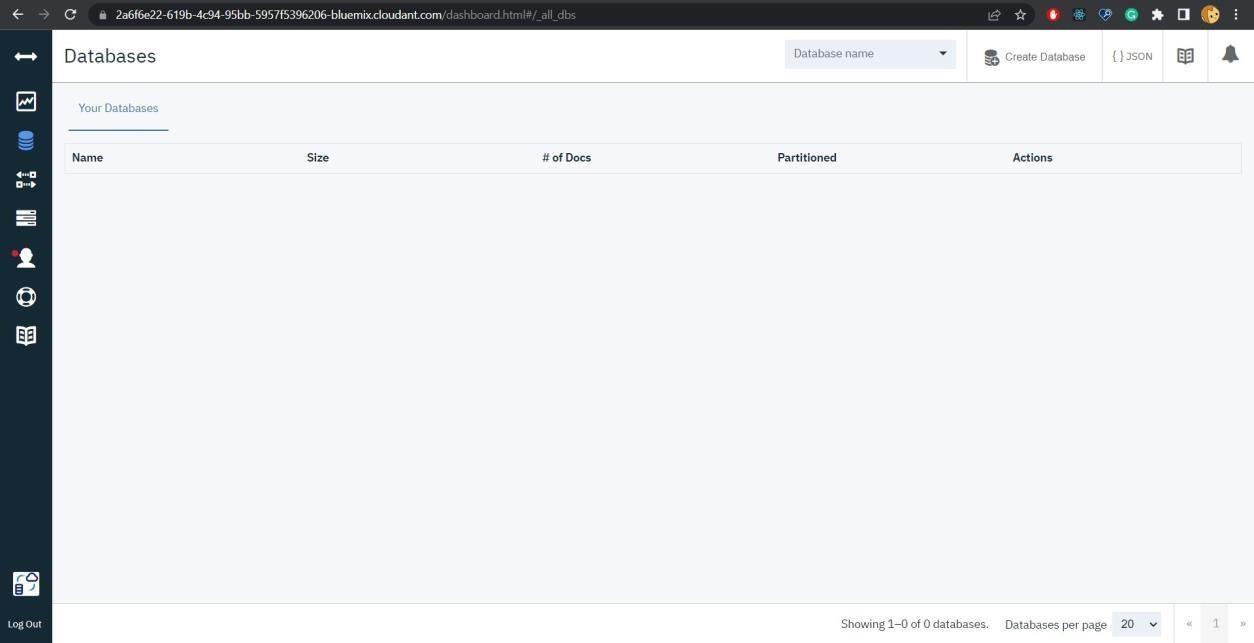 2a6f6e22-619b-4c94-95bb-5957f5396206-bluemix.cloudant.com/dashboard.html#/_all_dbs
Databases
Database name
Create Database
{ } JSON
Your Databases
Name Size # of Docs Partitioned Actions
Showing 1–0 of 0 databases. Databases per page 20 « 1 »
Log Out